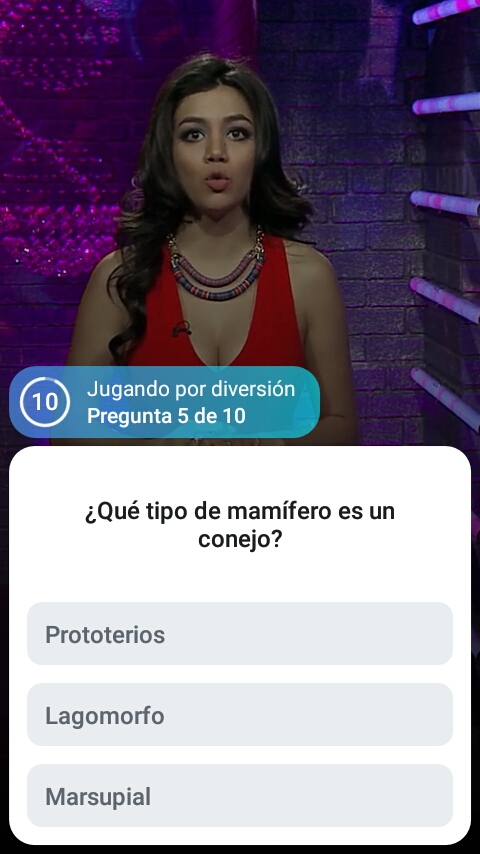 10
Jugando por diversión
Pregunta 5 de 10
¿Qué tipo de mamífero es un
conejo?
Prototerios
Lagomorfo
Marsupial